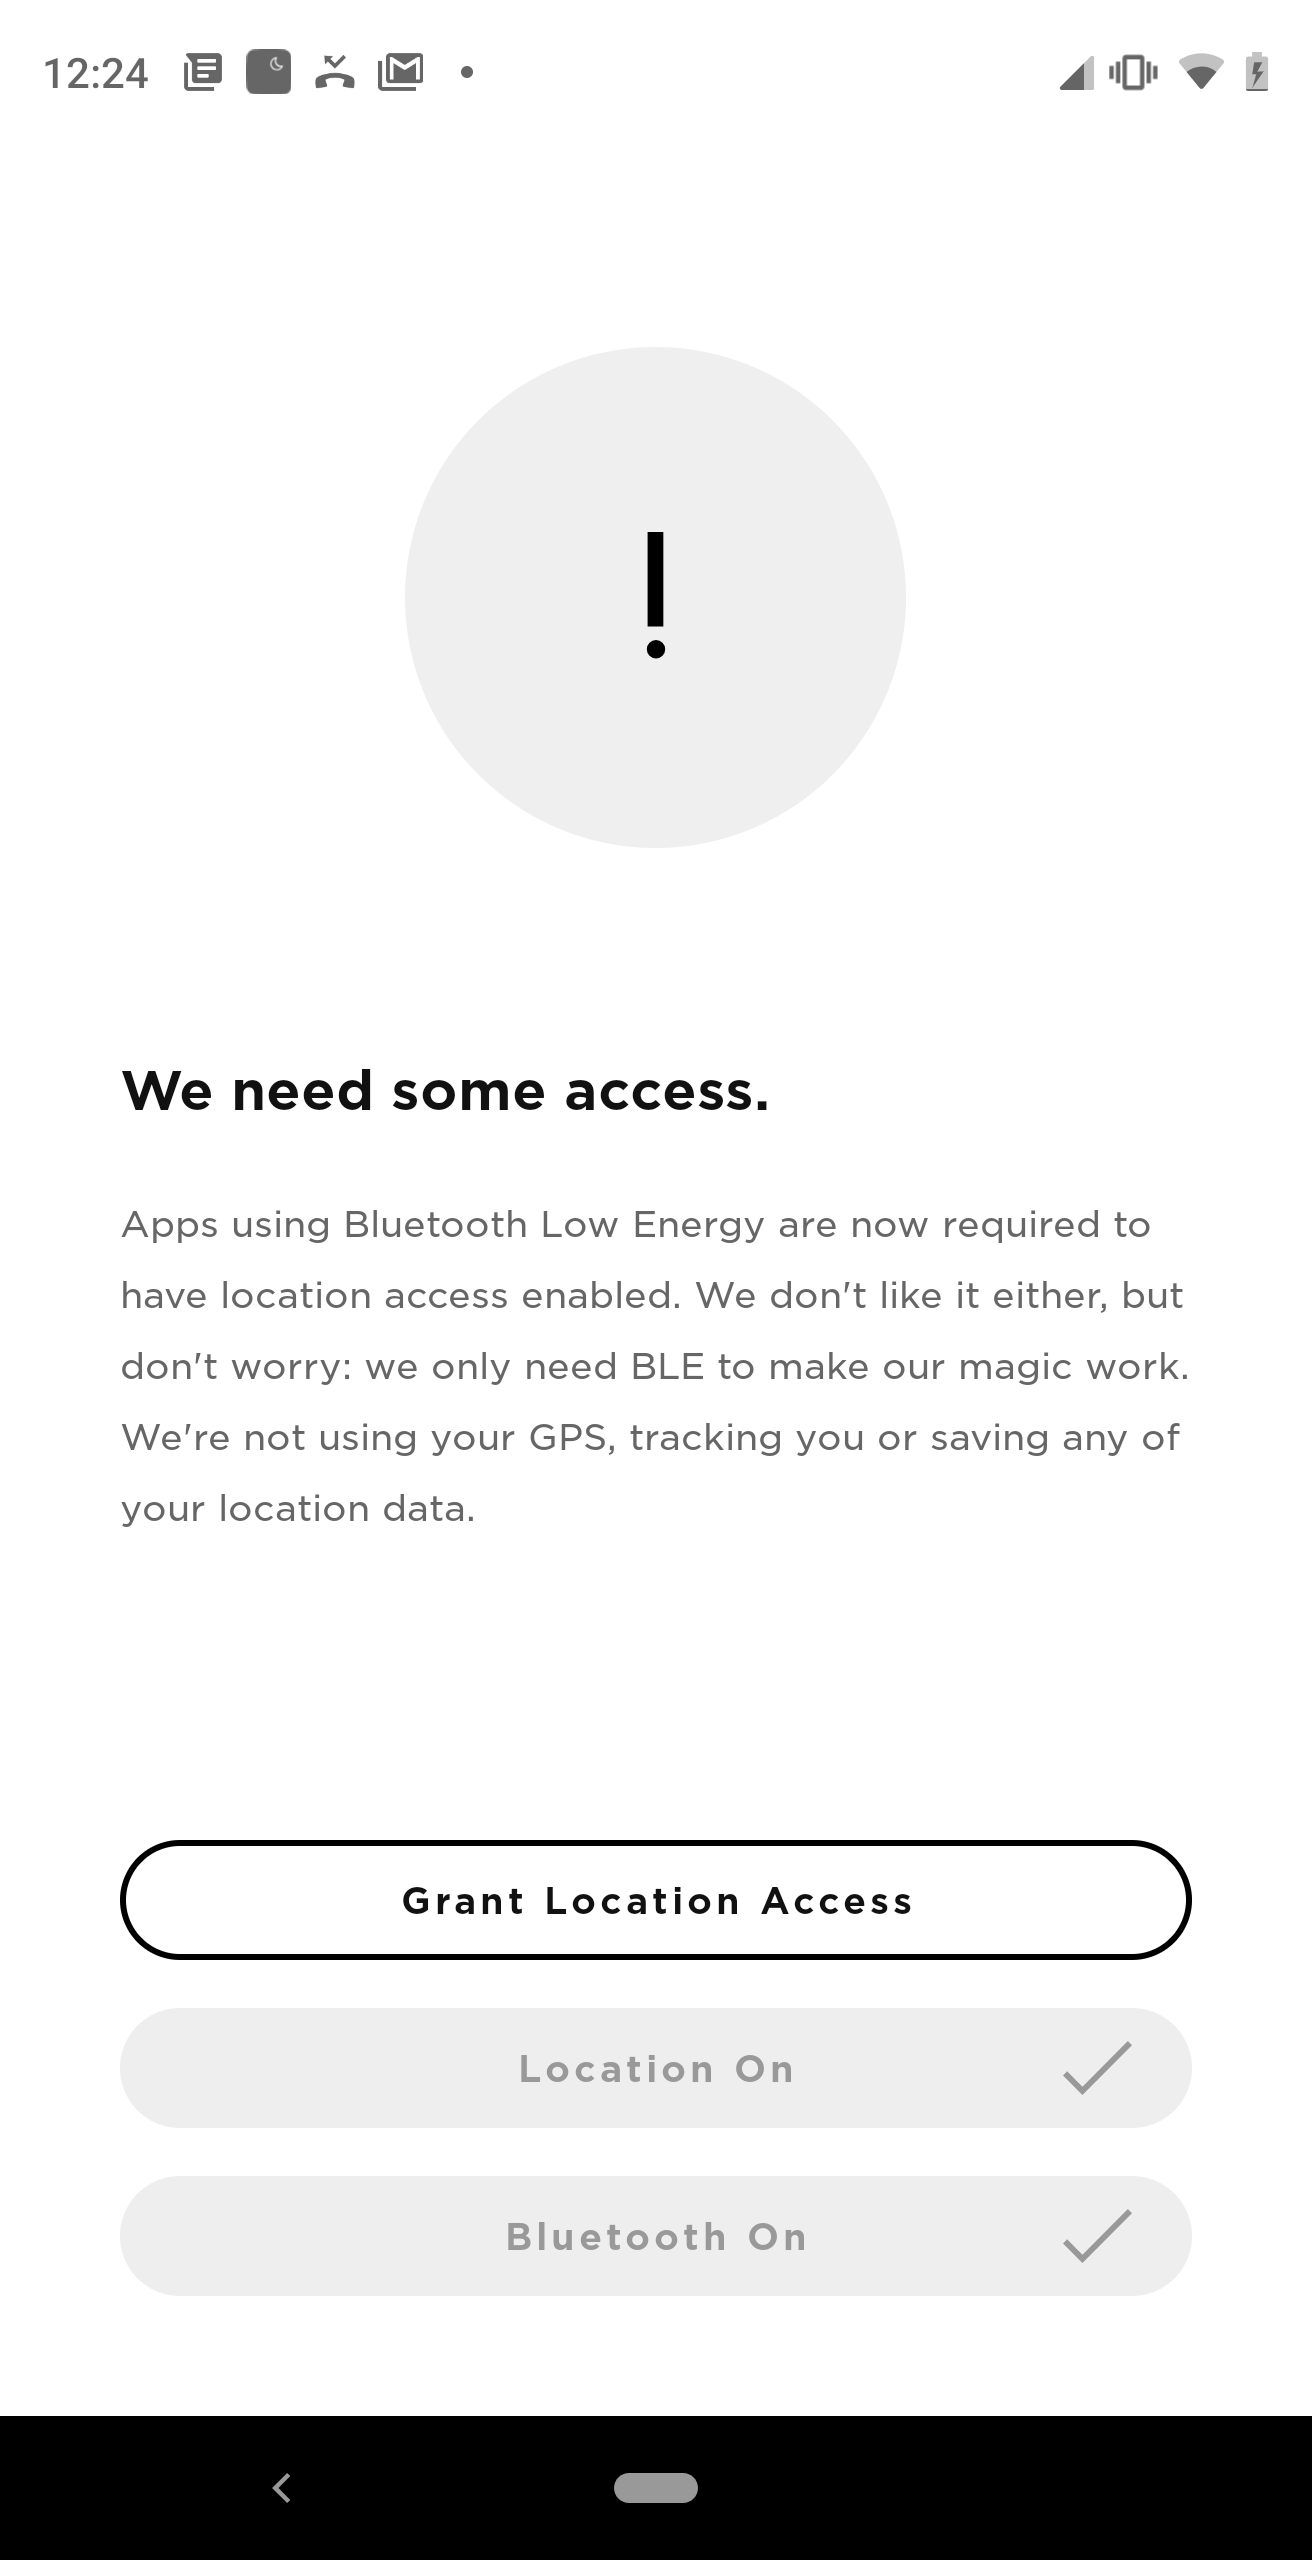 12:24
We need some access.
Apps using Bluetooth Low Energy are now required to
have location access enabled. We don't like it either, but
don't worry: we only need BLE to make our magic work.
We're not using your GPS, tracking you or saving any of
your location data.
Grant Location Access
Location On
Bluetooth On